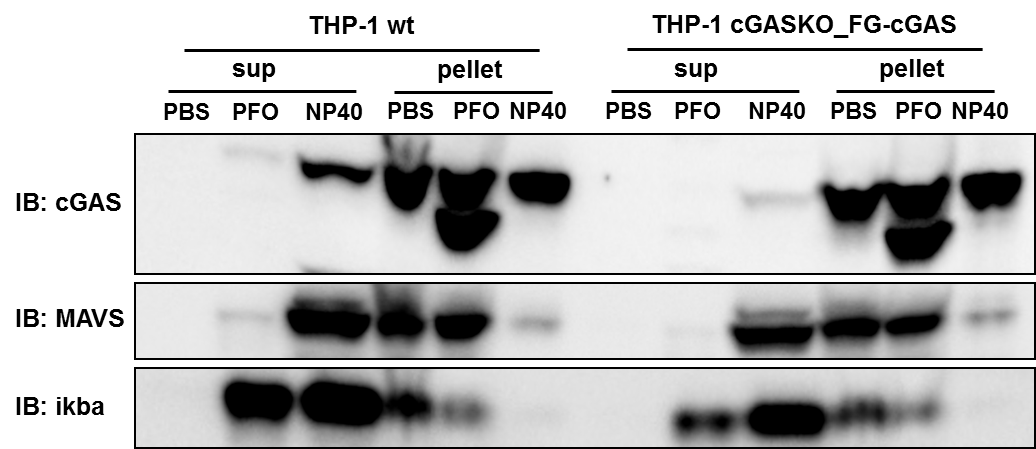 THP-1 wt THP-1 cGASKO_FG-cGAS
sup pellet sup pellet
PBS PFO NP40 PBS PFO NP40 PBS PFO NP40 PBS PFO NP40
IB: cGAS
IB: MAVS
IB: ikba